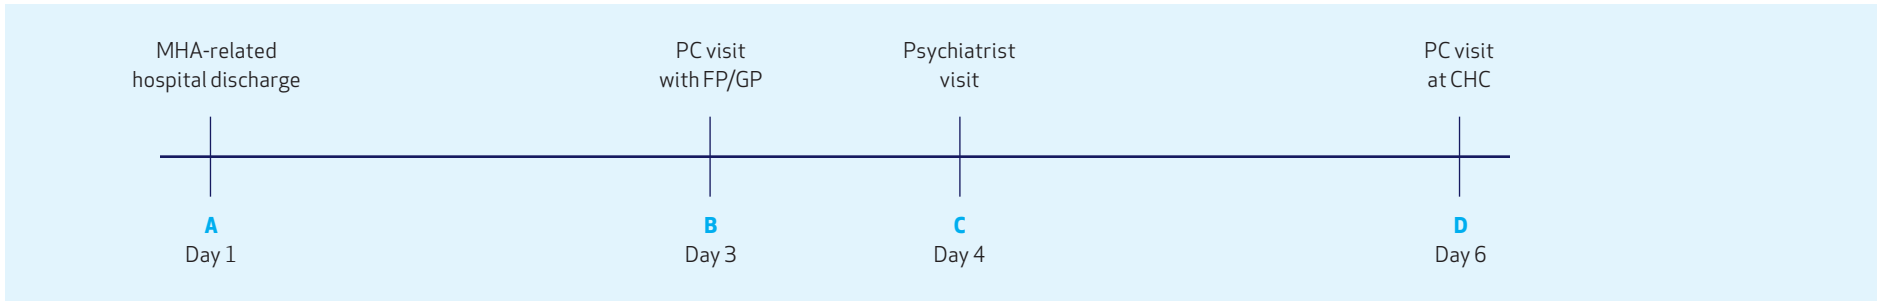 MHA-related
hospital discharge
PC visit
with FP/GP
Psychiatrist
visit
PC visit
at CHC
A
Day 1
B
Day 3
C
Day 4
D
Day 6